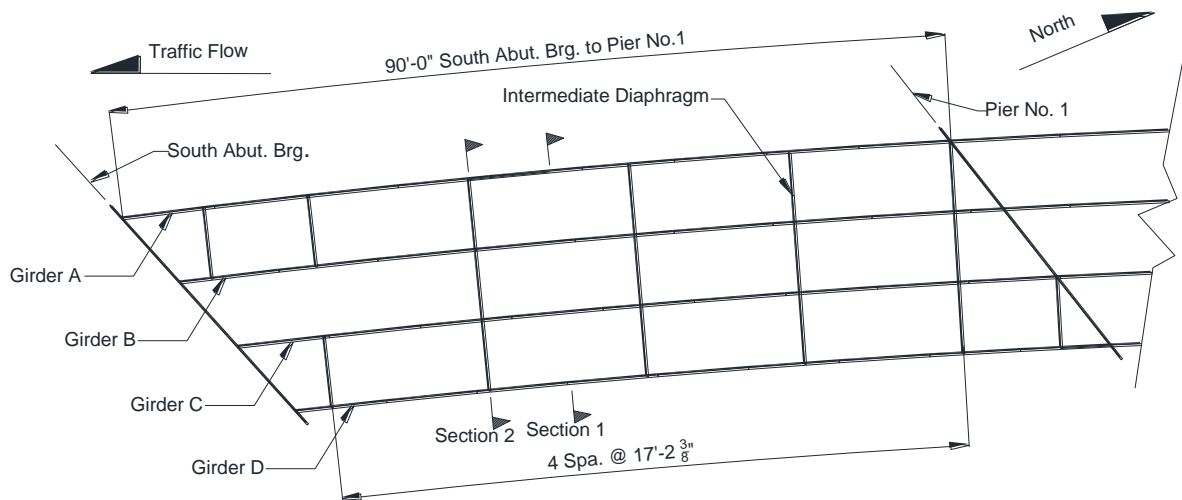 Traffic Flow
90'-0" South Abut. Brg. to Pier No.1
North
Intermediate Diaphragm
Pier No. 1
South Abut. Brg.
Girder A
Girder B
Girder C
Girder D
Section 2
Section 1
4 Spa. @ 17'-2 3/8"